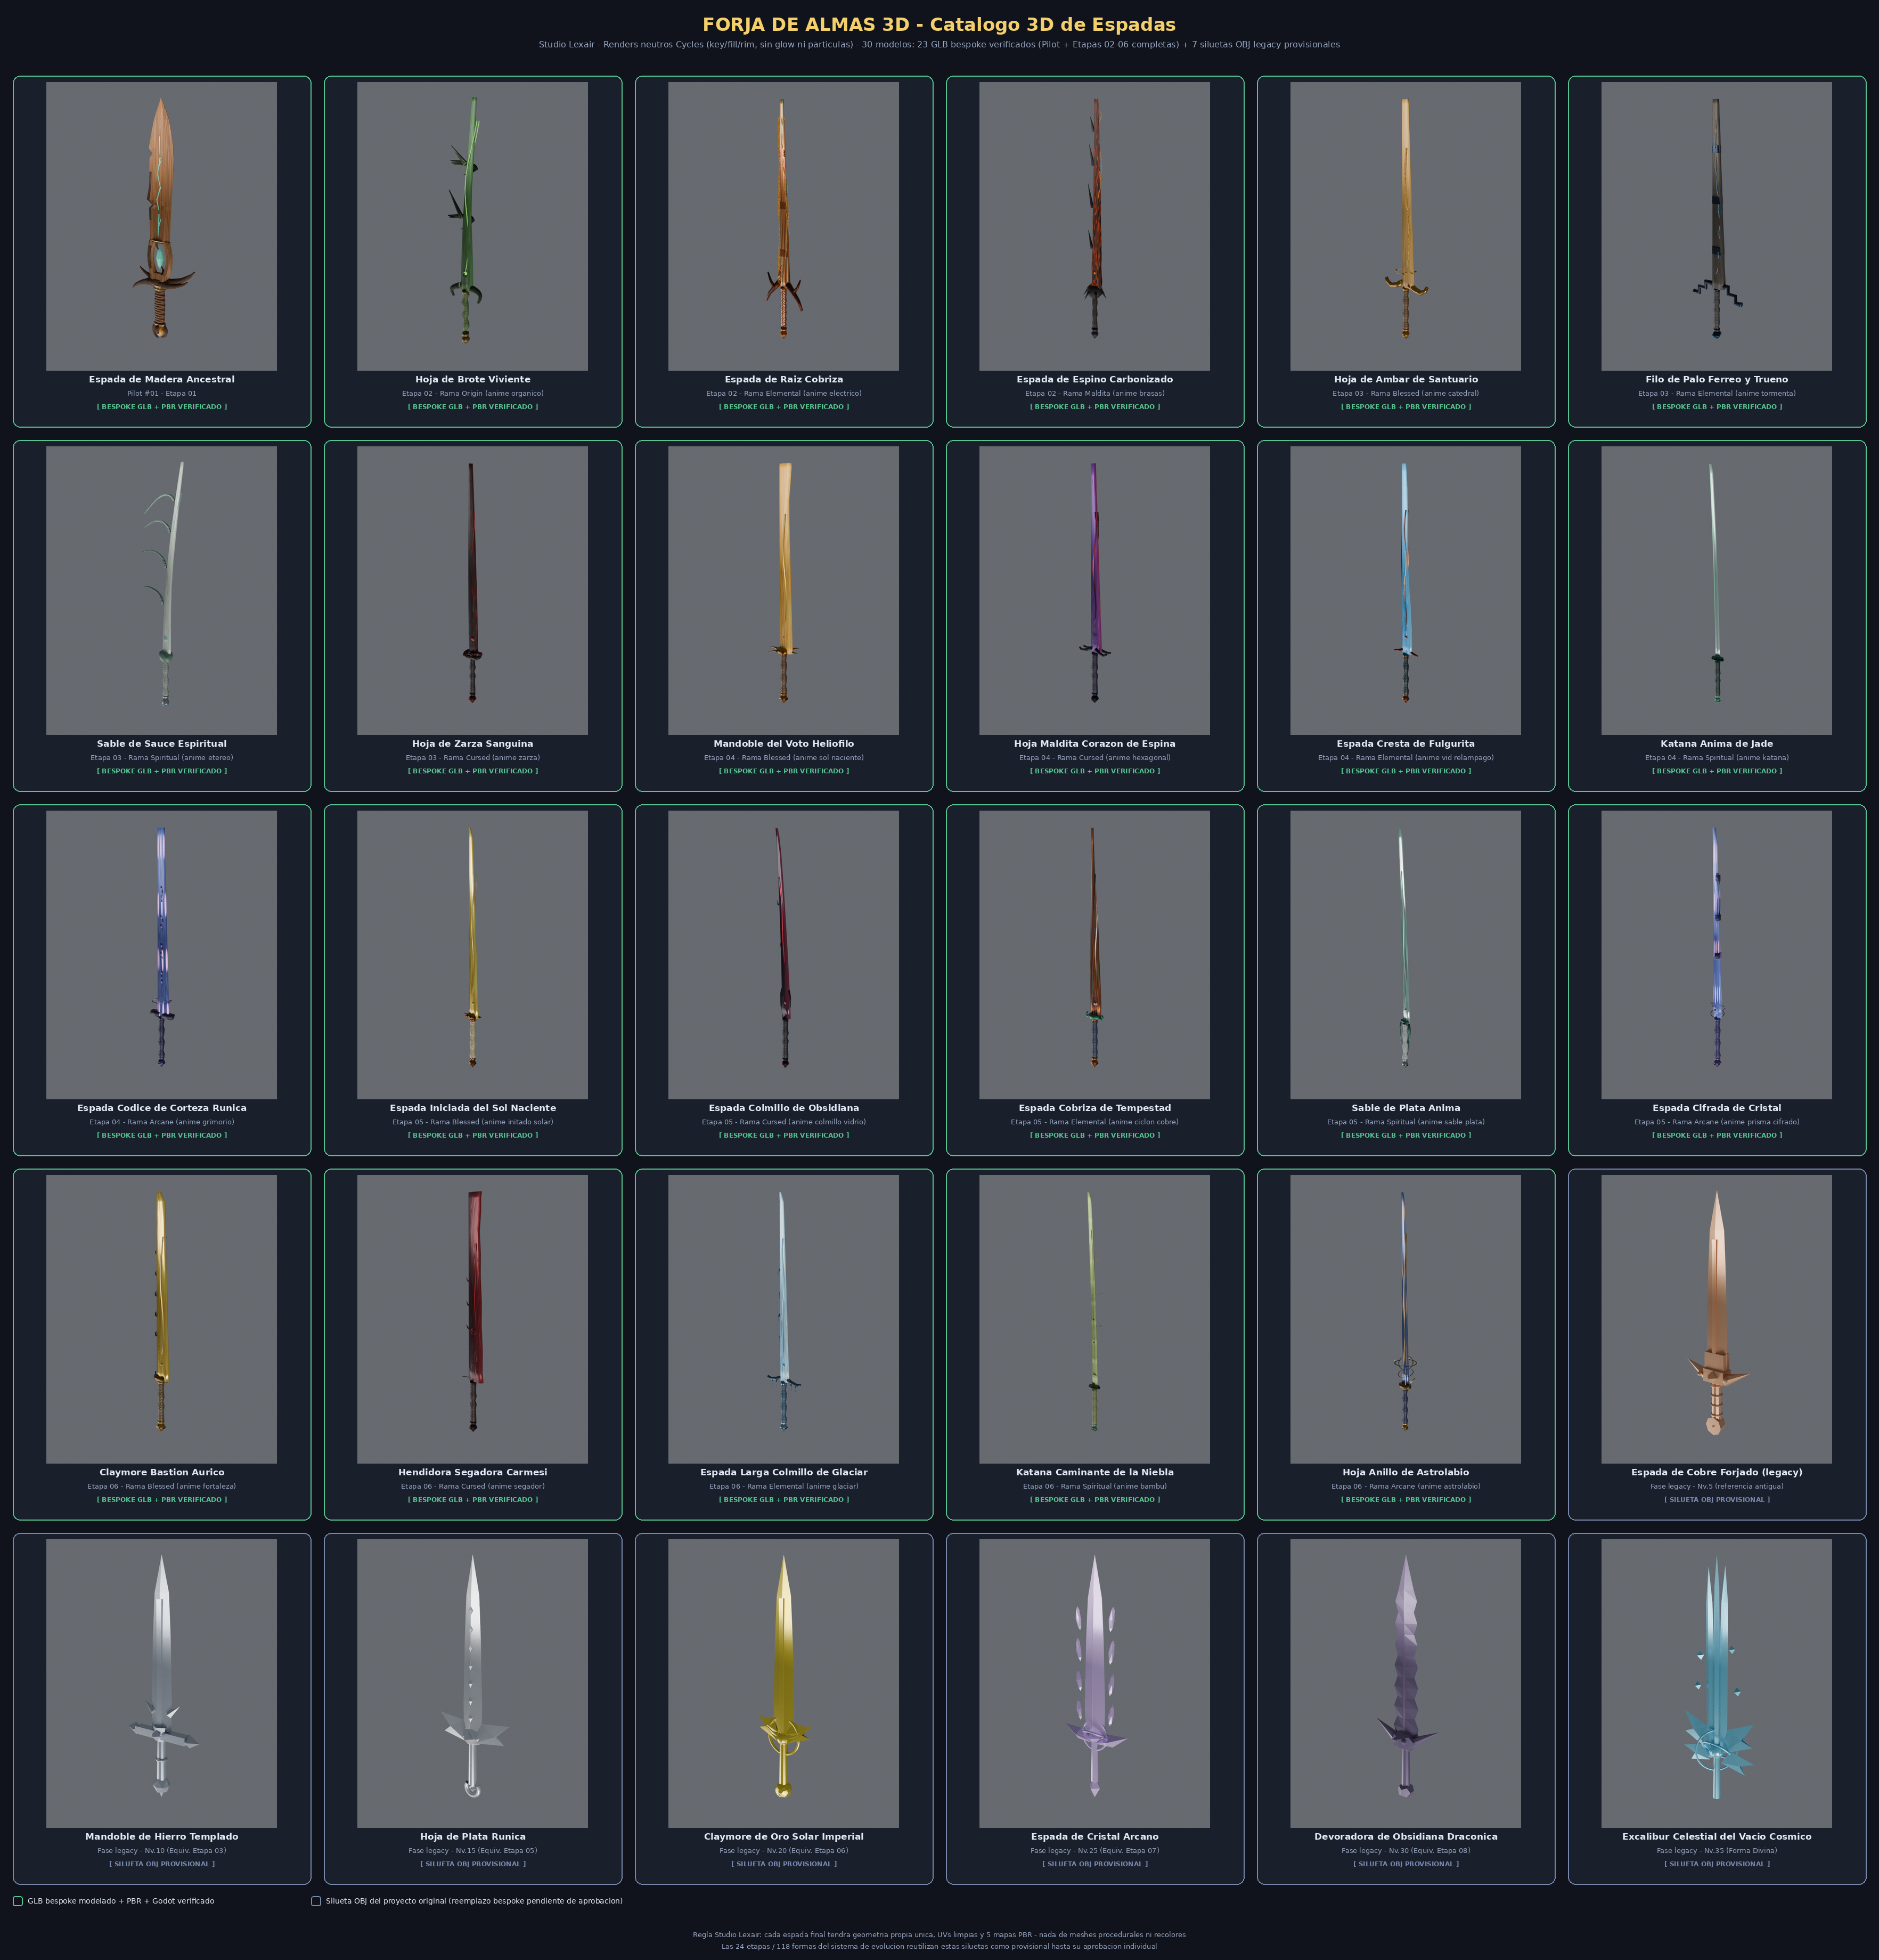 FORJA DE ALMAS 3D - Catalogo 3D de Espadas
Studio Lexair - Renders neutros Cycles (key/fill/rim, sin glow ni partículas) - 30 modelos: 23 GLB bespoke verificados (Pilot + Etapas 02-06 completas) + 7 siluetas OBJ legacy provisionales
Espada de Madera Ancestral
Pilot #01 - Etapa 01
[ BESPOKE GLB + PBR VERIFICADO ]
Hoja de Brote Viviente
Etapa 02 - Rama Origin (anime organico)
[ BESPOKE GLB + PBR VERIFICADO ]
Espada de Raiz Cobriza
Etapa 02 - Rama Elemental (anime electrico)
[ BESPOKE GLB + PBR VERIFICADO ]
Espada de Espino Carbonizado
Etapa 02 - Rama Maldita (anime brasas)
[ BESPOKE GLB + PBR VERIFICADO ]
Hoja de Ambar de Santuario
Etapa 03 - Rama Blessed (anime catedral)
[ BESPOKE GLB + PBR VERIFICADO ]
Filo de Palo Ferreo y Trueno
Etapa 03 - Rama Elemental (anime tormenta)
[ BESPOKE GLB + PBR VERIFICADO ]
Sable de Sauce Espiritual
Etapa 03 - Rama Spiritual (anime etereo)
[ BESPOKE GLB + PBR VERIFICADO ]
Hoja de Zarza Sanguina
Etapa 03 - Rama Cursed (anime zarza)
[ BESPOKE GLB + PBR VERIFICADO ]
Mandoble del Voto Heliofilo
Etapa 04 - Rama Blessed (anime sol naciente)
[ BESPOKE GLB + PBR VERIFICADO ]
Hoja Maldita Corazon de Espina
Etapa 04 - Rama Cursed (anime hexagonal)
[ BESPOKE GLB + PBR VERIFICADO ]
Espada Cresta de Fulgurita
Etapa 04 - Rama Elemental (anime vid relampago)
[ BESPOKE GLB + PBR VERIFICADO ]
Katana Anima de Jade
Etapa 04 - Rama Spiritual (anime katana)
[ BESPOKE GLB + PBR VERIFICADO ]
Espada Codice de Corteza Runica
Etapa 04 - Rama Arcane (anime grimorio)
[ BESPOKE GLB + PBR VERIFICADO ]
Espada Iniciada del Sol Naciente
Etapa 05 - Rama Blessed (anime initado solar)
[ BESPOKE GLB + PBR VERIFICADO ]
Espada Colmillo de Obsidiana
Etapa 05 - Rama Cursed (anime colmillo vidrio)
[ BESPOKE GLB + PBR VERIFICADO ]
Espada Cobriza de Tempestad
Etapa 05 - Rama Elemental (anime ciclon cobre)
[ BESPOKE GLB + PBR VERIFICADO ]
Sable de Plata Anima
Etapa 05 - Rama Spiritual (anime sable plata)
[ BESPOKE GLB + PBR VERIFICADO ]
Espada Cifrada de Cristal
Etapa 05 - Rama Arcane (anime prisma cifrado)
[ BESPOKE GLB + PBR VERIFICADO ]
Claymore Bastion Aurico
Etapa 06 - Rama Blessed (anime fortaleza)
[ BESPOKE GLB + PBR VERIFICADO ]
Hendidora Segadora Carmesi
Etapa 06 - Rama Cursed (anime segador)
[ BESPOKE GLB + PBR VERIFICADO ]
Espada Larga Colmillo de Glaciar
Etapa 06 - Rama Elemental (anime glaciar)
[ BESPOKE GLB + PBR VERIFICADO ]
Katana Caminante de la Niebla
Etapa 06 - Rama Spiritual (anime bambu)
[ BESPOKE GLB + PBR VERIFICADO ]
Hoja Anillo de Astrolabio
Etapa 06 - Rama Arcane (anime astrolabio)
[ BESPOKE GLB + PBR VERIFICADO ]
Espada de Cobre Forjado (legacy)
Fase legacy - Nv.5 (referencia antigua)
[ SILUETA OBJ PROVISIONAL ]
Mandoble de Hierro Templado
Fase legacy - Nv.10 (Equiv. Etapa 03)
[ SILUETA OBJ PROVISIONAL ]
Hoja de Plata Runica
Fase legacy - Nv.15 (Equiv. Etapa 05)
[ SILUETA OBJ PROVISIONAL ]
Claymore de Oro Solar Imperial
Fase legacy - Nv.20 (Equiv. Etapa 06)
[ SILUETA OBJ PROVISIONAL ]
Espada de Cristal Arcano
Fase legacy - Nv.25 (Equiv. Etapa 07)
[ SILUETA OBJ PROVISIONAL ]
Devoradora de Obsidiana Draconica
Fase legacy - Nv.30 (Equiv. Etapa 08)
[ SILUETA OBJ PROVISIONAL ]
Excalibur Celestial del Vacio Cosmico
Fase legacy - Nv.35 (Forma Divina)
[ SILUETA OBJ PROVISIONAL ]
GLB bespoke modelado + PBR + Godot verificado
Silueta OBJ del proyecto original (reemplazo bespoke pendiente de aprobacion)
Regla Studio Lexair: cada espada final tendra geometria propia unica, UVs limpias y 5 mapas PBR - nada de meshes procedurales ni recolores
Las 24 etapas / 118 formas del sistema de evolucion reutilizan estas siluetas como provisional hasta su aprobacion individual